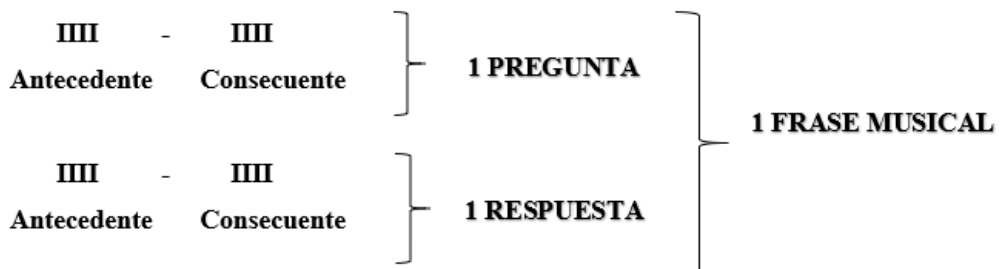 IIII - IIII
Antecedente Consecuente
1 PREGUNTA
IIII - IIII
Antecedente Consecuente
1 RESPUESTA
1 FRASE MUSICAL